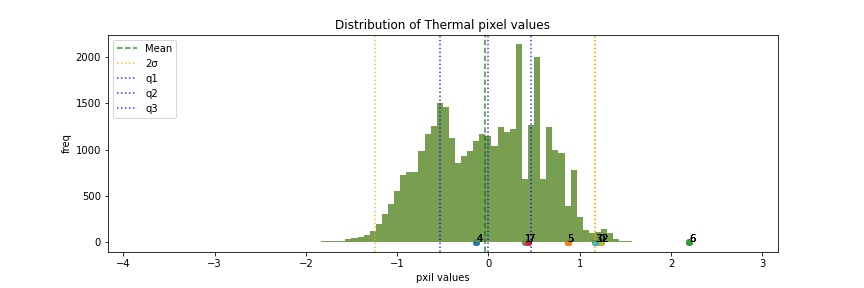 Distribution of Thermal pixel values
freq
2000
1500
1000
500
0
Mean
2σ
q1
q2
q3
4
5
6
−4
−3
−2
−1
0
1
2
3
pxil values